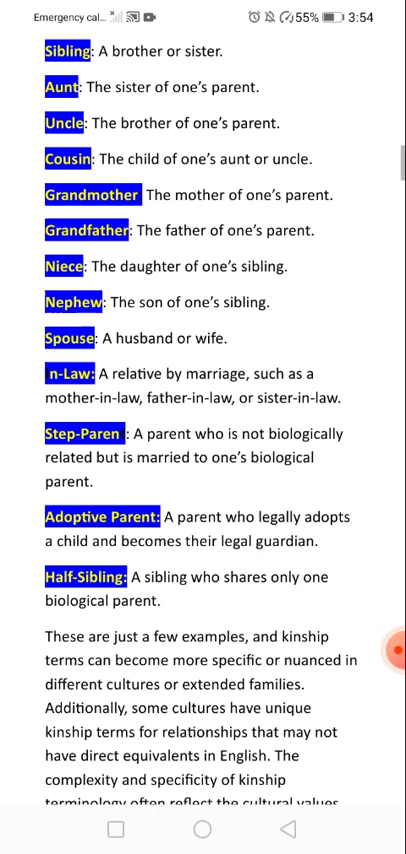 Emergency cal... 55% 3:54
Sibling: A brother or sister.
Aunt: The sister of one's parent.
Uncle: The brother of one's parent.
Cousin: The child of one's aunt or uncle.
Grandmother The mother of one's parent.
Grandfather: The father of one's parent.
Niece: The daughter of one's sibling.
Nephew: The son of one's sibling.
Spouse: A husband or wife.
In-Law: A relative by marriage, such as a
mother-in-law, father-in-law, or sister-in-law.
Step-Paren : A parent who is not biologically
related but is married to one's biological
parent.
Adoptive Parent: A parent who legally adopts
a child and becomes their legal guardian.
Half-Sibling: A sibling who shares only one
biological parent.
These are just a few examples, and kinship
terms can become more specific or nuanced in
different cultures or extended families.
Additionally, some cultures have unique
kinship terms for relationships that may not
have direct equivalents in English. The
complexity and specificity of kinship
terminology often reflect the cultural values